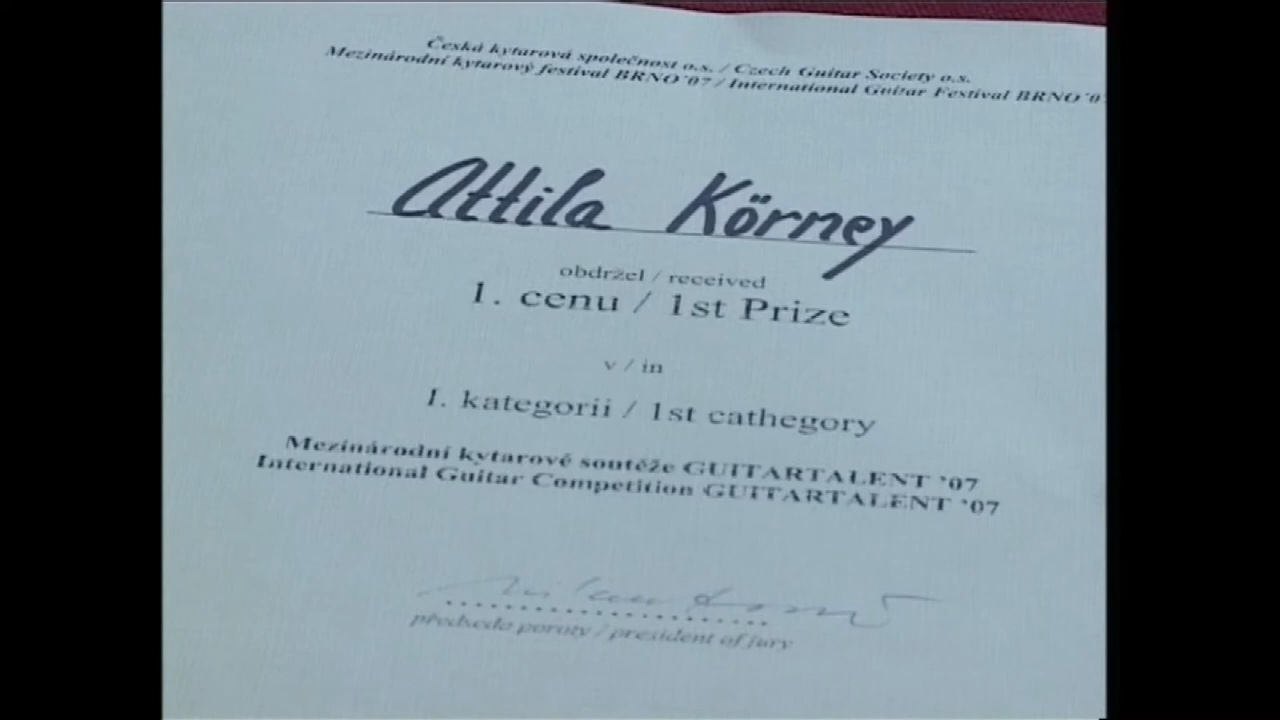 Česká kytarová společnost o.s. / Czech Guitar Society o.s.
Mezinárodní kytarový festival BRNO´07 / International Guitar Festival BRNO´0
Attila Körney
obdržel / received
1. cenu / 1st Prize
v / in
I. kategorii / 1st cathegory
Mezinárodní kytarové soutěže GUITARTALENT ’07
International Guitar Competition GUITARTALENT ’07
předseda poroty / president of jury